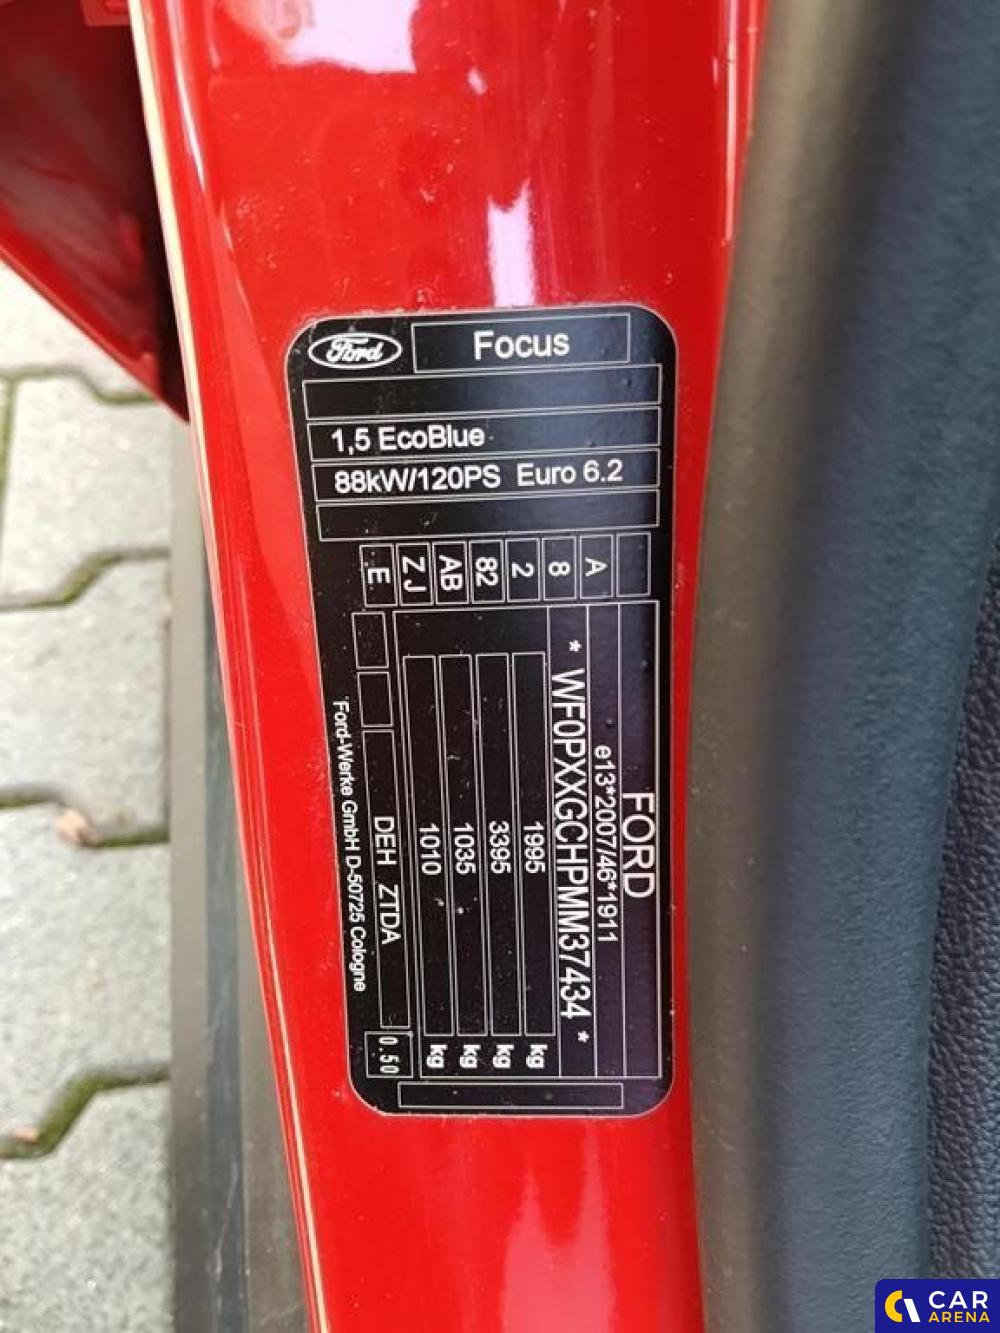 Ford
Focus
1,5 EcoBlue
88kW/120PS Euro 6.2
A
8
2
82
AB
ZJ
E
FORD
e13*2007/46*1911
* WF0PXXGCHPMM37434 *
1995 kg
3395 kg
1035 kg
1010 kg
DEH ZTDA
0.50
Ford-Werke GmbH D-50725 Cologne
CAR
ARENA